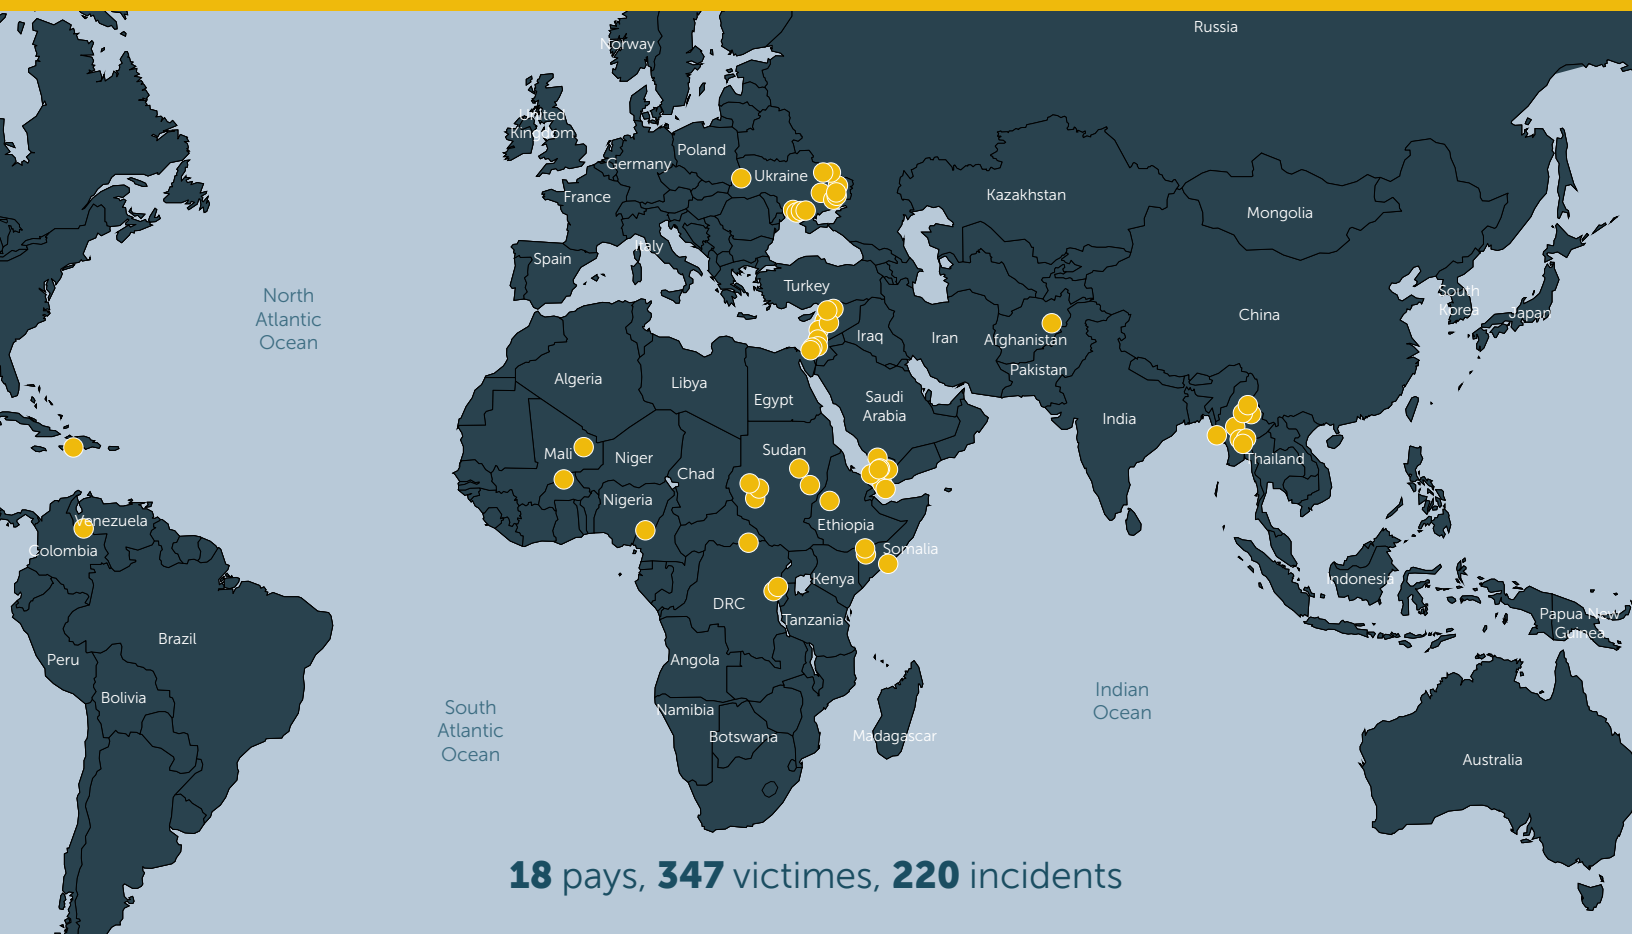 Russia
Norway
United
Kingdom
Poland
Germany
Ukraine
France
Kazakhstan
Mongolia
Italy
Spain
Turkey
North
Atlantic
Ocean
South
Korea
Japan
China
Iraq
Iran
Afghanistan
Pakistan
Algeria
Libya
Egypt
Saudi
Arabia
India
Mali
Niger
Chad
Sudan
Thailand
Nigeria
Venezuela
Colombia
Ethiopia
Somalia
Kenya
Indonesia
DRC
Tanzania
Papua New
Guinea
Brazil
Peru
Angola
Bolivia
Namibia
Botswana
Madagascar
South
Atlantic
Ocean
Indian
Ocean
Australia
18 pays, 347 victimes, 220 incidents